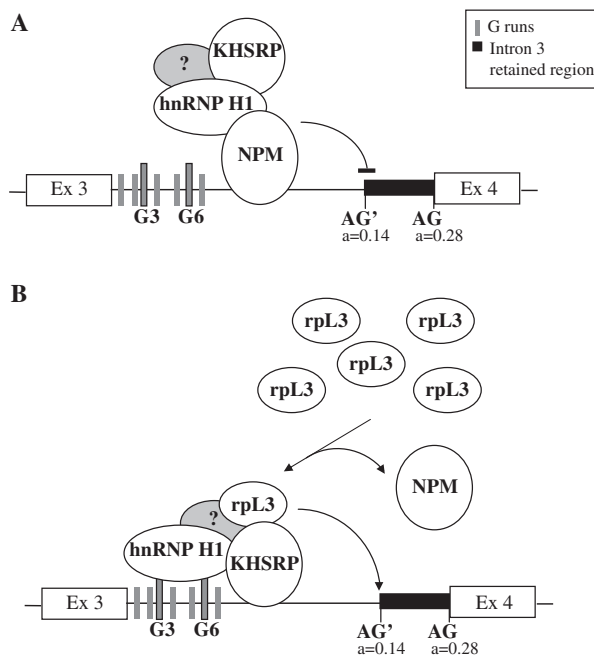 A
G runs
Intron 3
retained region
?
KHSRP
hnRNP H1
NPM
Ex 3
Ex 4
G3
G6
AG'
AG
a=0.14
a=0.28
B
rpL3
rpL3
rpL3
rpL3
rpL3
NPM
rpL3
?
hnRNP H1
KHSRP
Ex 3
Ex 4
G3
G6
AG'
AG
a=0.14
a=0.28